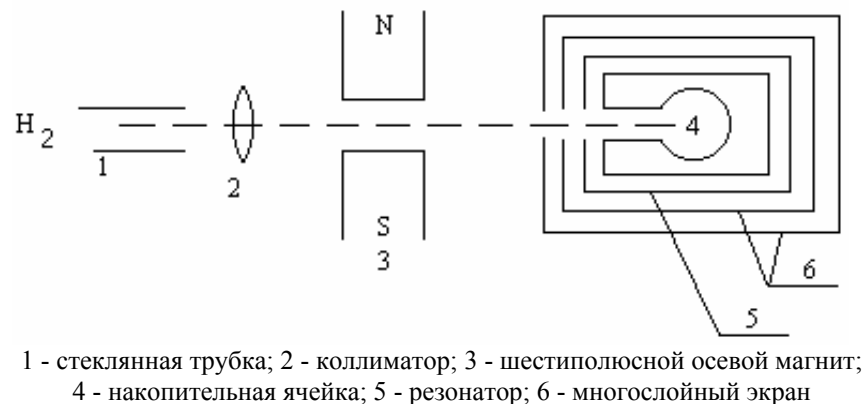 N
H2
1
2
S
3
4
5
6
1 - стеклянная трубка; 2 - коллиматор; 3 - шестиполюсной осевой магнит;
4 - накопительная ячейка; 5 - резонатор; 6 - многослойный экран